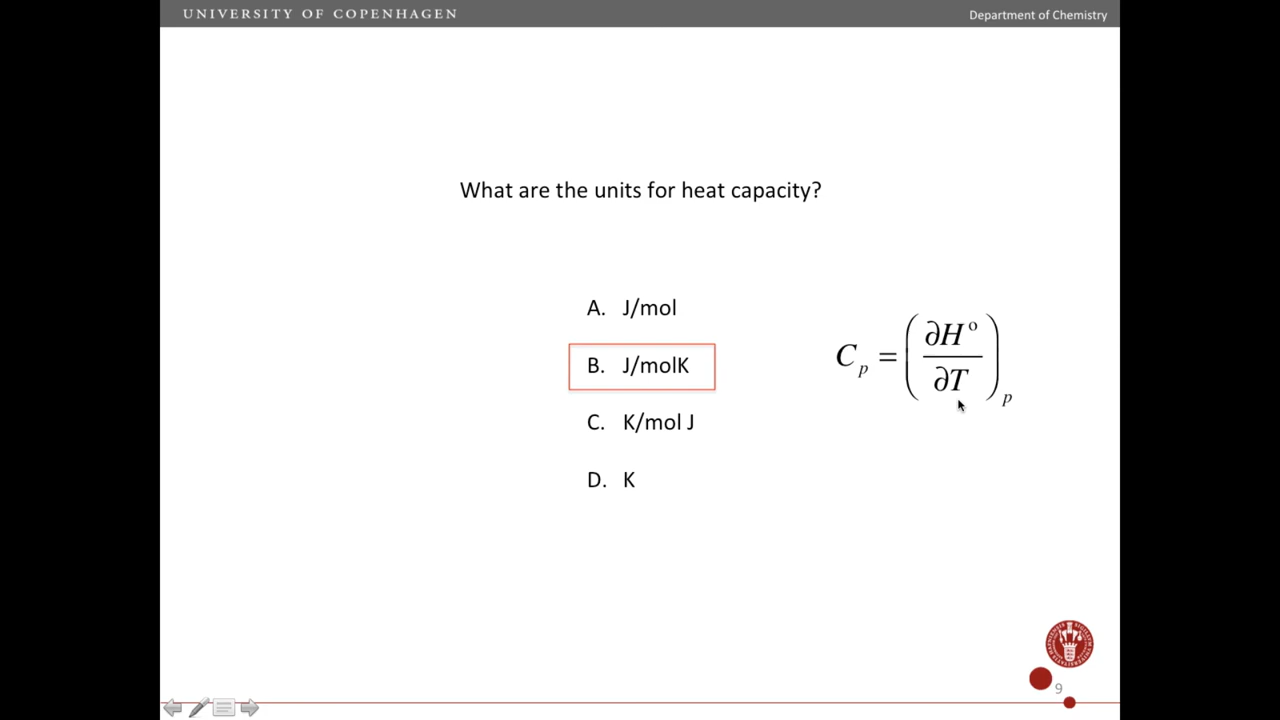 UNIVERSITY OF COPENHAGEN
Department of Chemistry
What are the units for heat capacity?
A. J/mol
B. J/molK
C. K/mol J
D. K
C_p = (∂H° / ∂T)_p
9